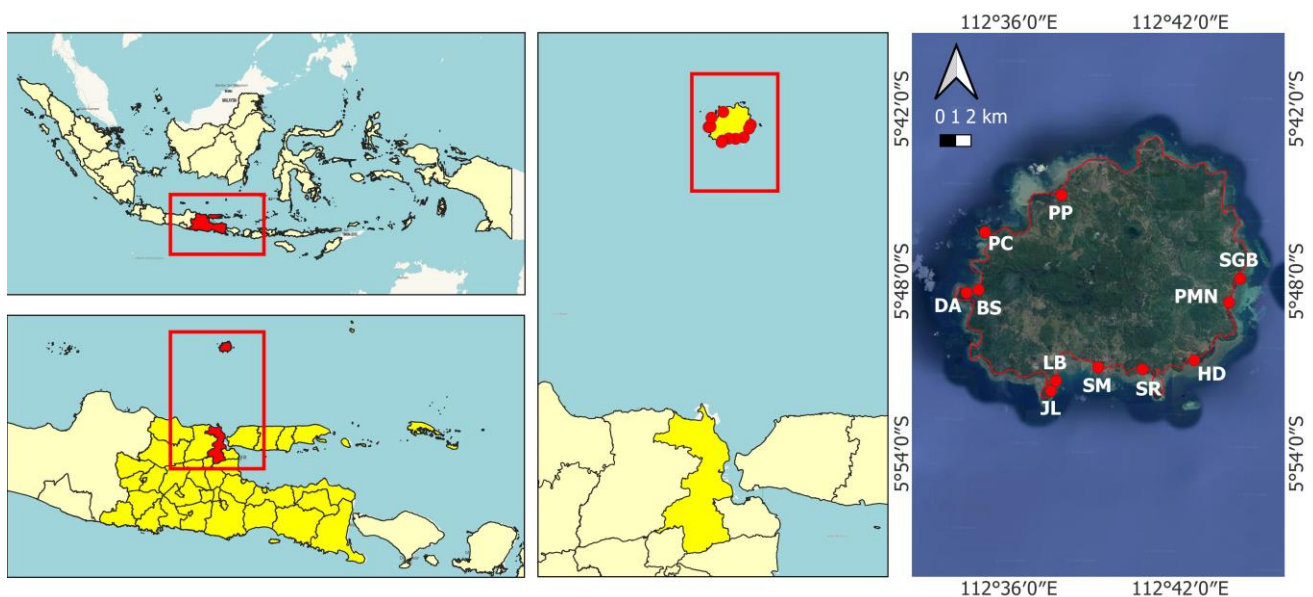 112°36′0″E 112°42′0″E
0 1 2 km
5°42′0″S 5°42′0″S
PP
PC
SGB
5°48′0″S 5°48′0″S
PMN
DA BS
LB
SM SR HD
JL
5°54′0″S 5°54′0″S
112°36′0″E 112°42′0″E